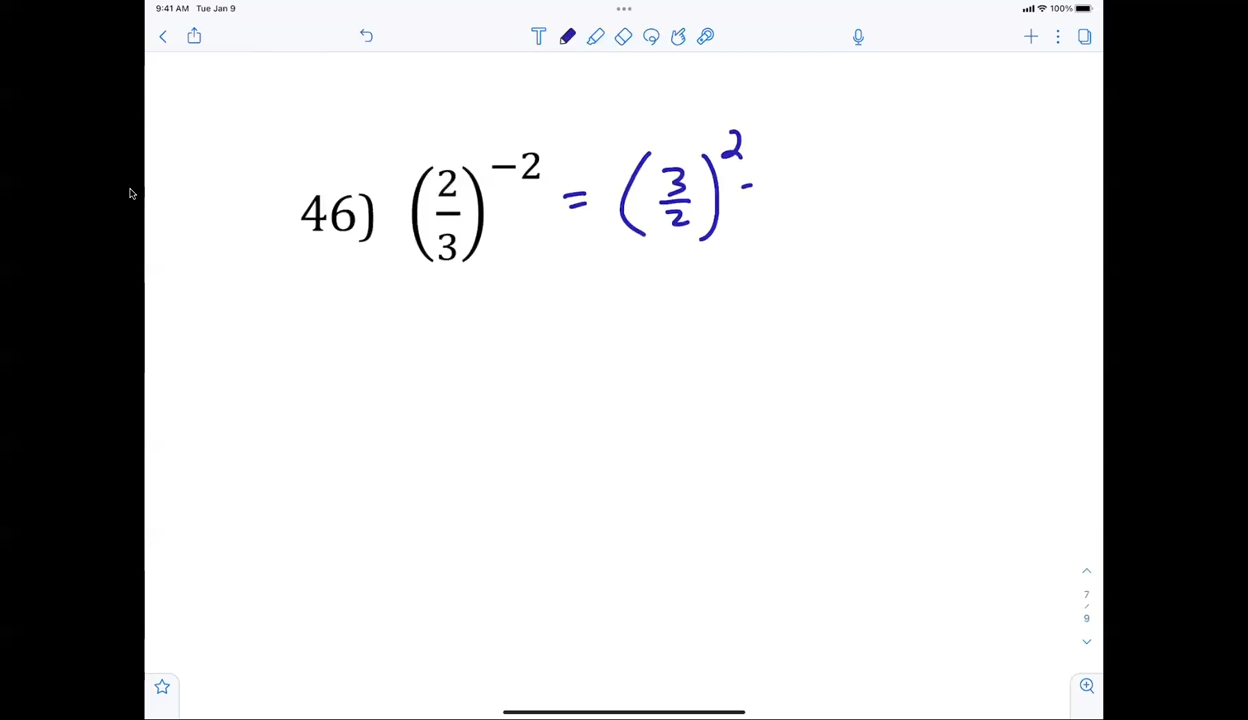 9:41 AM Tue Jan 9
100%
T
46) (2/3)^−2 = (3/2)^2 -
7
/
9